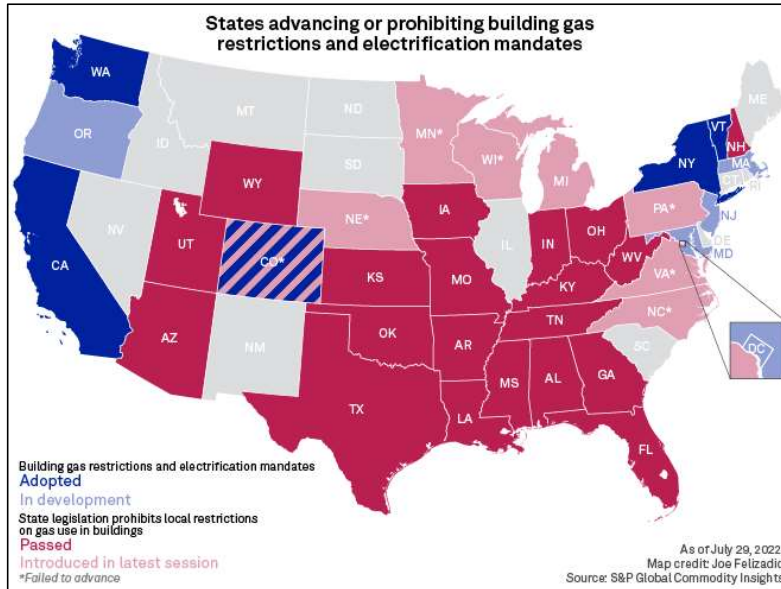 States advancing or prohibiting building gas
restrictions and electrification mandates
WA
MT
ND
ME
OR
ID
MN*
VT
NH
SD
WI*
NY
MA
WY
MI
CT
RI
IA
PA*
NJ
NE*
NV
OH
UT
IL
IN
DE
MD
CO*
WV
CA
VA*
KS
MO
KY
NC*
TN
AZ
OK
NM
AR
SC
DC
MS
AL
GA
TX
LA
FL
Building gas restrictions and electrification mandates
Adopted
In development
State legislation prohibits local restrictions
on gas use in buildings
Passed
Introduced in latest session
*Failed to advance
As of July 29, 2022
Map credit: Joe Felizadio
Source: S&P Global Commodity Insights